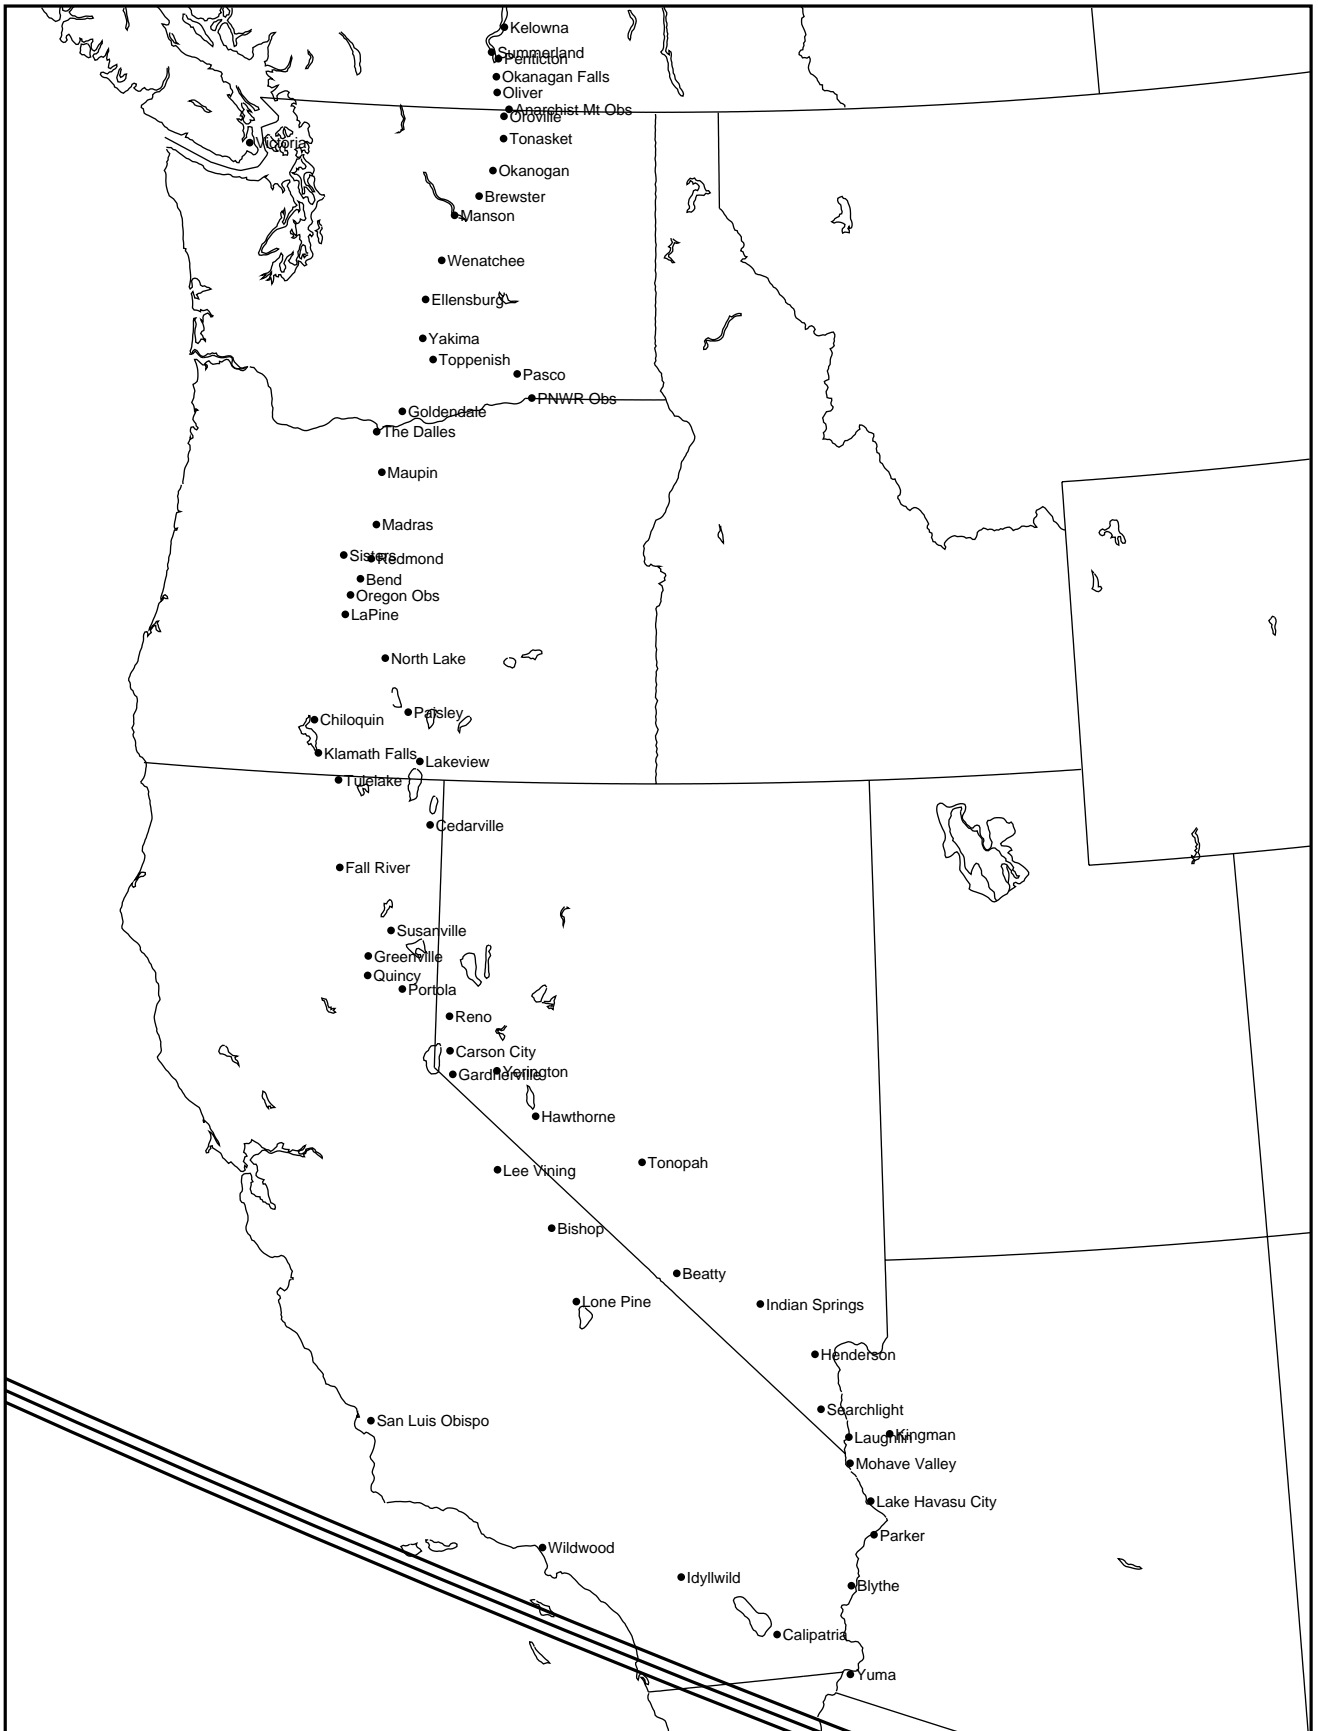 Kelowna
Summerland
Penticton
Okanagan Falls
Oliver
Anarchist Mt Obs
Oroville
Tonasket
Victoria
Okanogan
Brewster
Manson
Wenatchee
Ellensburg
Yakima
Toppenish
Pasco
PNWR Obs
Goldendale
The Dalles
Maupin
Madras
Sisters
Redmond
Bend
Oregon Obs
LaPine
North Lake
Paisley
Chiloquin
Klamath Falls
Lakeview
Tulelake
Cedarville
Fall River
Susanville
Greenville
Quincy
Portola
Reno
Carson City
Yerington
Gardnerville
Hawthorne
Tonopah
Lee Vining
Bishop
Beatty
Lone Pine
Indian Springs
Henderson
Searchlight
San Luis Obispo
Kingman
Laughlin
Mohave Valley
Lake Havasu City
Parker
Wildwood
Idyllwild
Blythe
Calipatria
Yuma